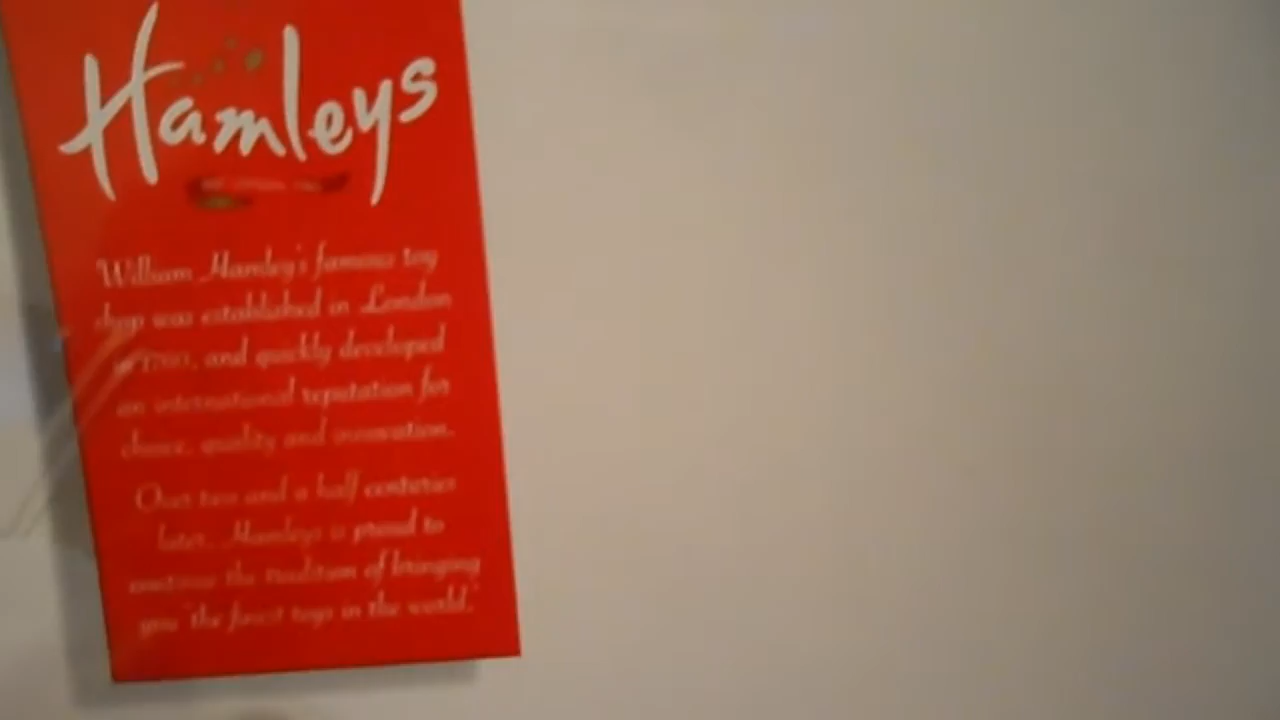 Hamleys
William Hamley's famous toy
shop was established in London
in 1760, and quickly developed
an international reputation for
choice, quality and innovation.
Over two and a half centuries
later, Hamleys is proud to
continue the tradition of bringing
you "the finest toys in the world."